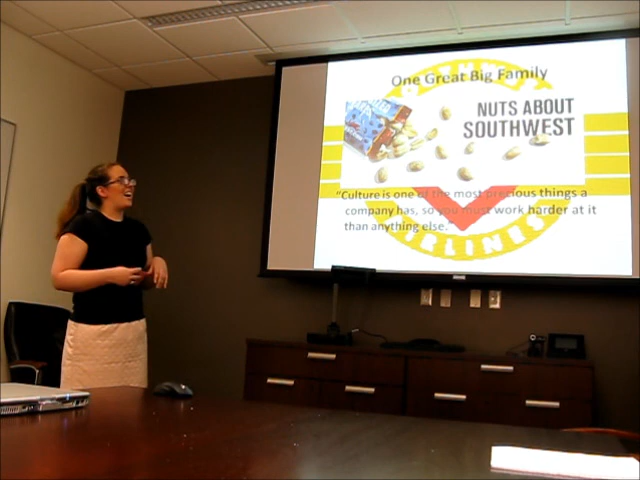 One Great Big Family
NUTS ABOUT
SOUTHWEST
"Culture is one of the most precious things a
company has, so you must work harder at it
than anything else."
AIRLINES